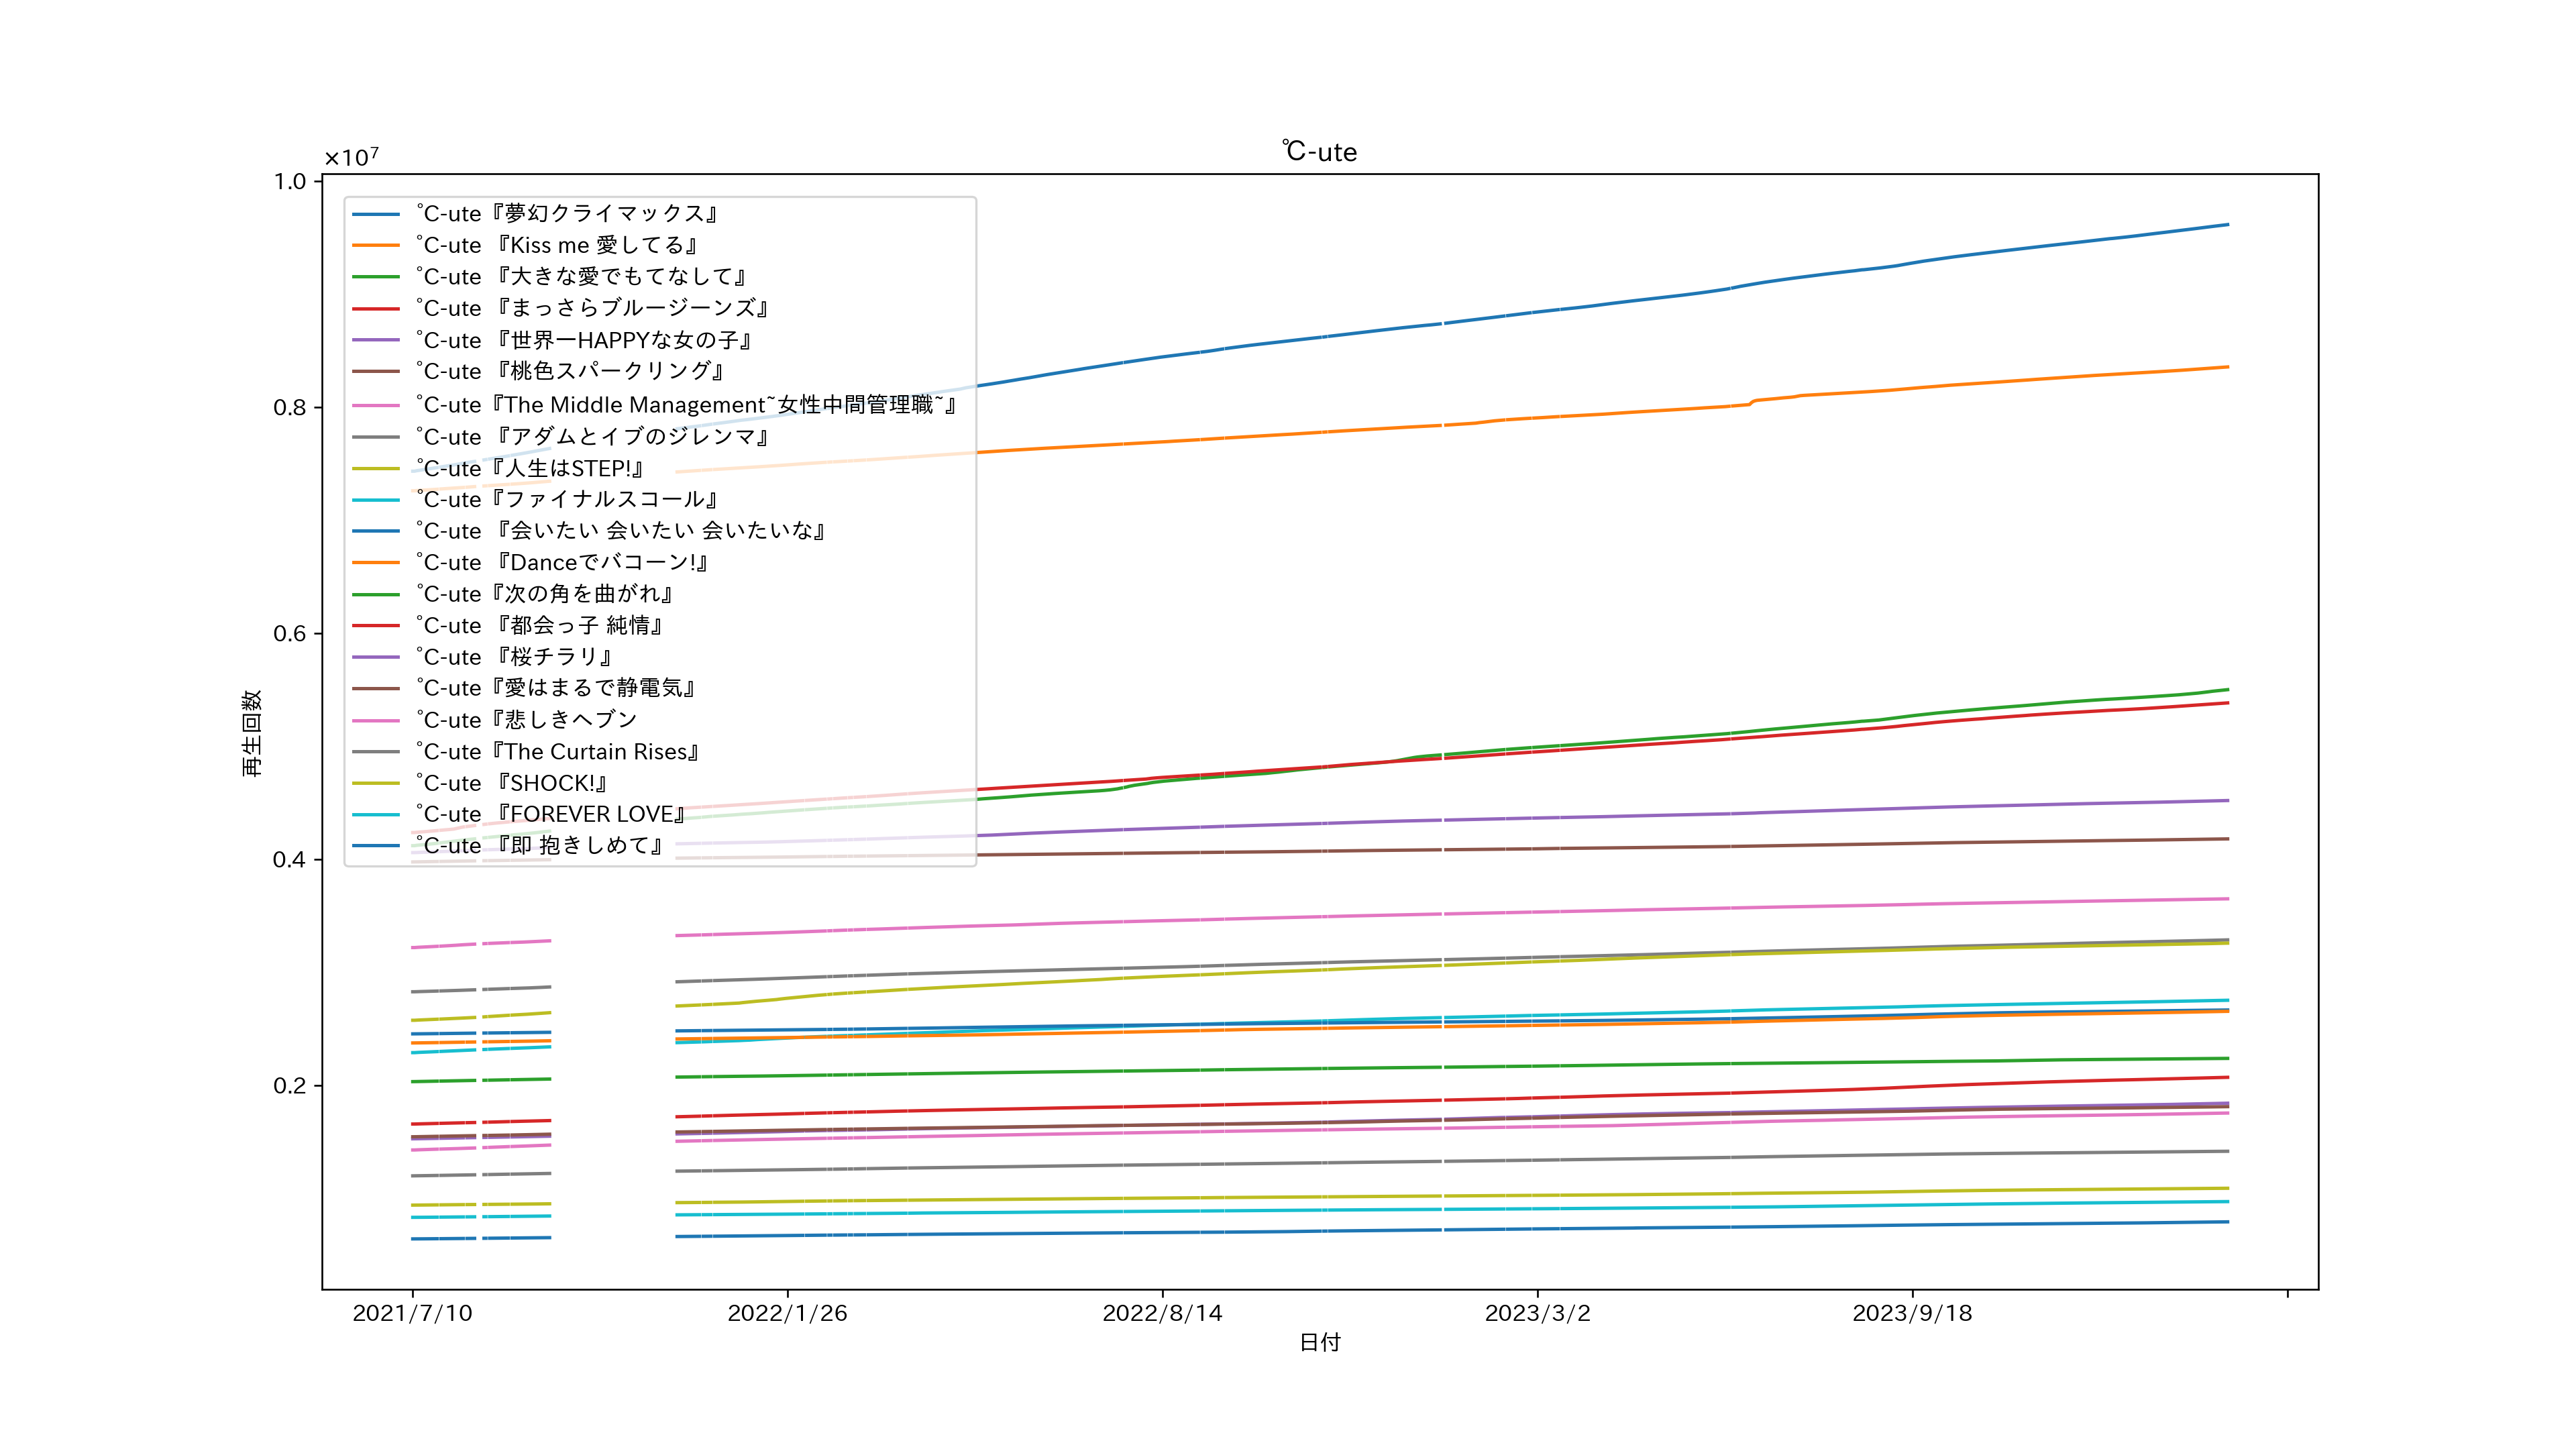 ℃-ute
×10⁷
1.0
0.8
0.6
0.4
0.2
再生回数
℃-ute『夢幻クライマックス』
℃-ute 『Kiss me 愛してる』
℃-ute 『大きな愛でもてなして』
℃-ute 『まっさらブルージーンズ』
℃-ute 『世界一HAPPYな女の子』
℃-ute 『桃色スパークリング』
℃-ute『The Middle Management~女性中間管理職~』
℃-ute 『アダムとイブのジレンマ』
℃-ute『人生はSTEP!』
℃-ute『ファイナルスコール』
℃-ute 『会いたい 会いたい 会いたいな』
℃-ute 『Danceでバコーン!』
℃-ute『次の角を曲がれ』
℃-ute 『都会っ子 純情』
℃-ute 『桜チラリ』
℃-ute『愛はまるで静電気』
℃-ute『悲しきヘブン
℃-ute『The Curtain Rises』
℃-ute 『SHOCK!』
℃-ute 『FOREVER LOVE』
℃-ute 『即 抱きしめて』
2021/7/10
2022/1/26
2022/8/14
2023/3/2
2023/9/18
日付